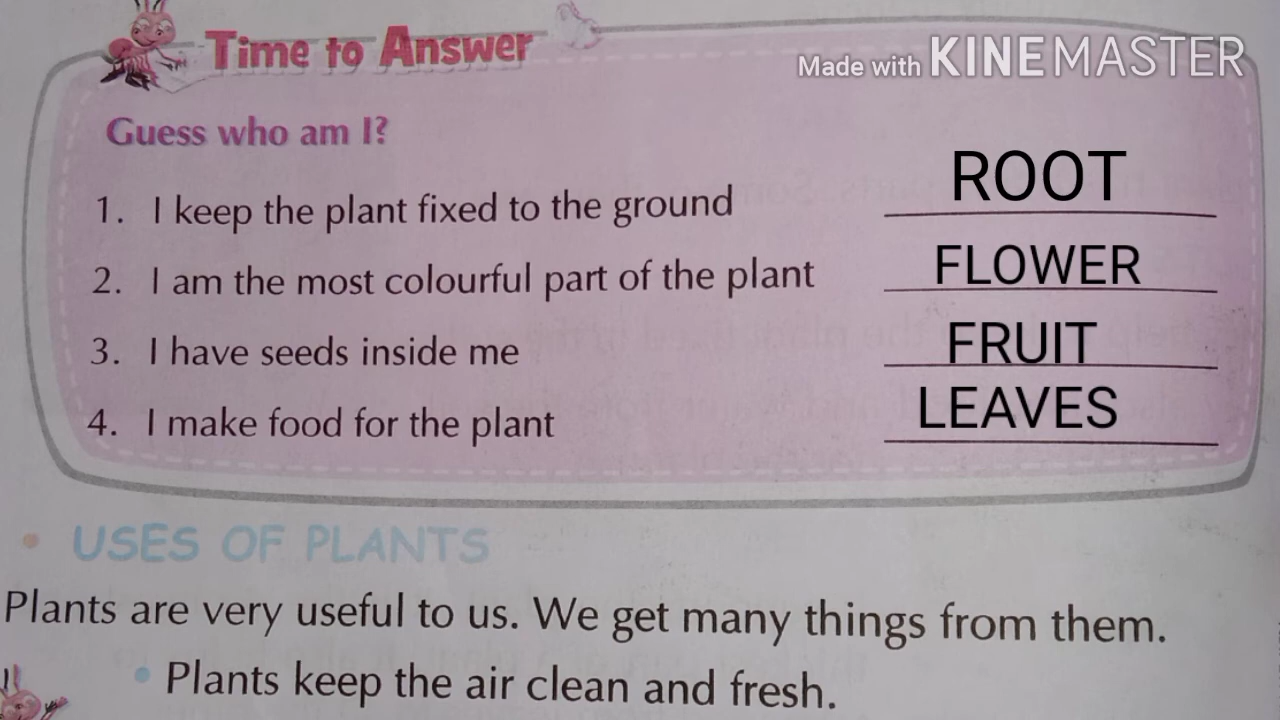 Time to Answer
Made with KINEMASTER
Guess who am I?
1. I keep the plant fixed to the ground ROOT
2. I am the most colourful part of the plant FLOWER
3. I have seeds inside me FRUIT
4. I make food for the plant LEAVES
• USES OF PLANTS
Plants are very useful to us. We get many things from them.
• Plants keep the air clean and fresh.